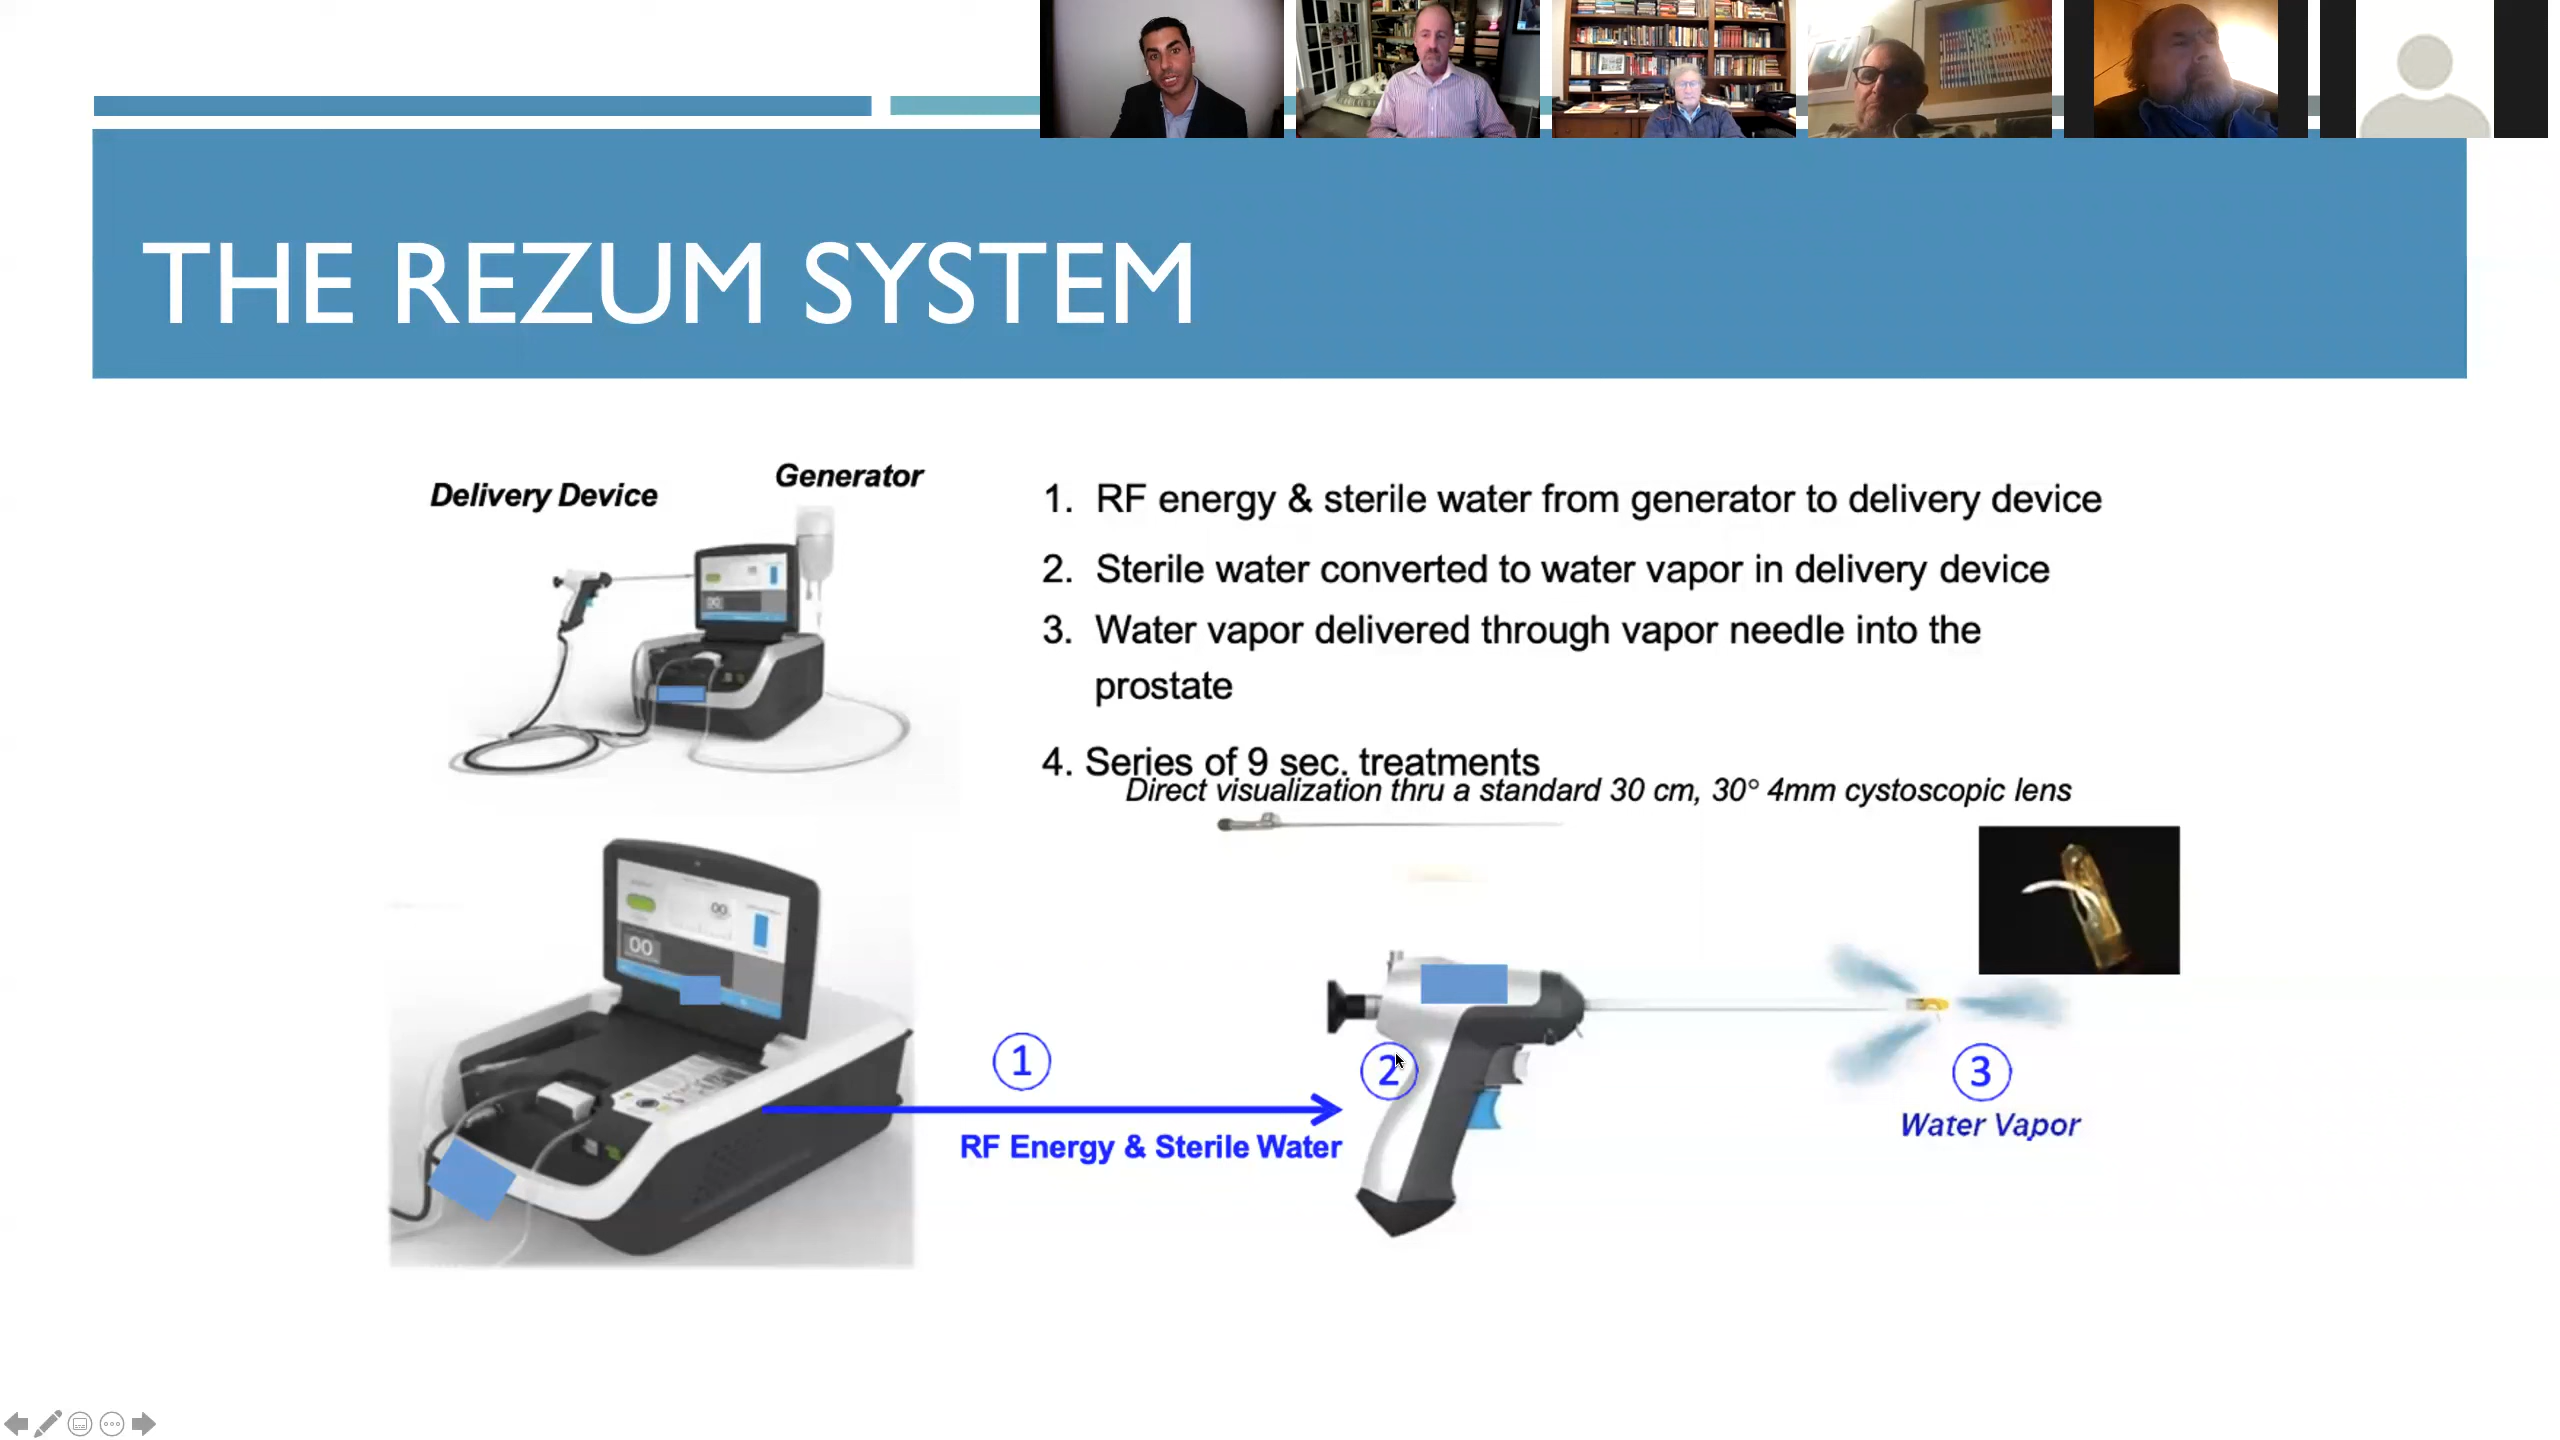 THE REZUM SYSTEM
Delivery Device
Generator
1. RF energy & sterile water from generator to delivery device
2. Sterile water converted to water vapor in delivery device
3. Water vapor delivered through vapor needle into the
prostate
4. Series of 9 sec. treatments
Direct visualization thru a standard 30 cm, 30° 4mm cystoscopic lens
00
00
00
1
RF Energy & Sterile Water
2
3
Water Vapor